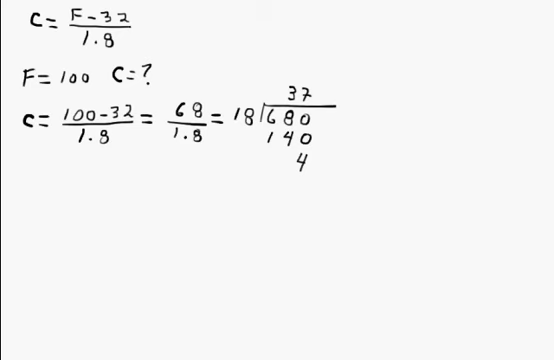 C = F - 32 / 1.8
F = 100 C = ?
37
C = 100 - 32 / 1.8 = 68 / 1.8 = 18 680
140
4